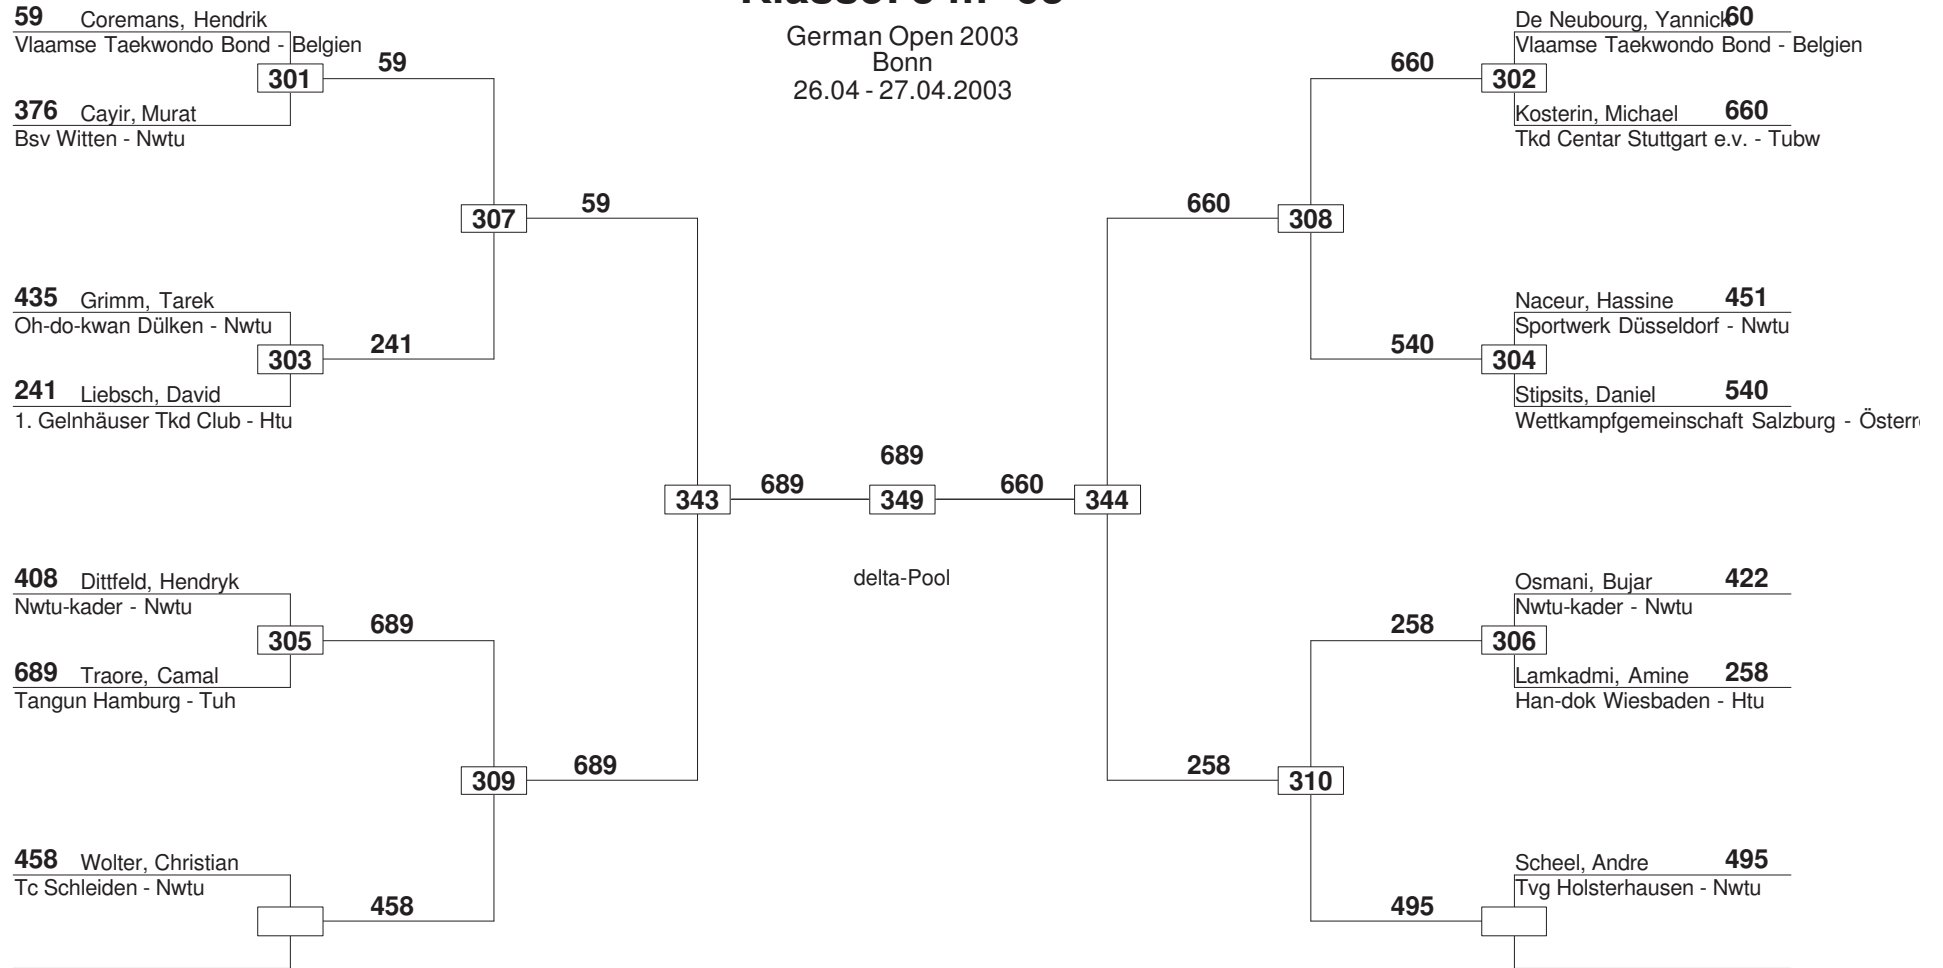 German Open 2003
Bonn
26.04 - 27.04.2003
59 Coremans, Hendrik
Vlaamse Taekwondo Bond - Belgien
301
59
376 Cayir, Murat
Bsv Witten - Nwtu
307
59
435 Grimm, Tarek
Oh-do-kwan Dülken - Nwtu
303
241
241 Liebsch, David
1. Gelnhäuser Tkd Club - Htu
343
689
408 Dittfeld, Hendryk
Nwtu-kader - Nwtu
305
689
689 Traore, Camal
Tangun Hamburg - Tuh
309
689
458 Wolter, Christian
Tc Schleiden - Nwtu
458
689
349
delta-Pool
De Neubourg, Yannick 60
Vlaamse Taekwondo Bond - Belgien
660
302
Kosterin, Michael 660
Tkd Centar Stuttgart e.v. - Tubw
660
308
Naceur, Hassine 451
Sportwerk Düsseldorf - Nwtu
540
304
Stipsits, Daniel 540
Wettkampfgemeinschaft Salzburg -
660
344
Osmani, Bujar 422
Nwtu-kader - Nwtu
258
306
Lamkadmi, Amine 258
Han-dok Wiesbaden - Htu
258
310
Scheel, Andre 495
Tvg Holsterhausen - Nwtu
495